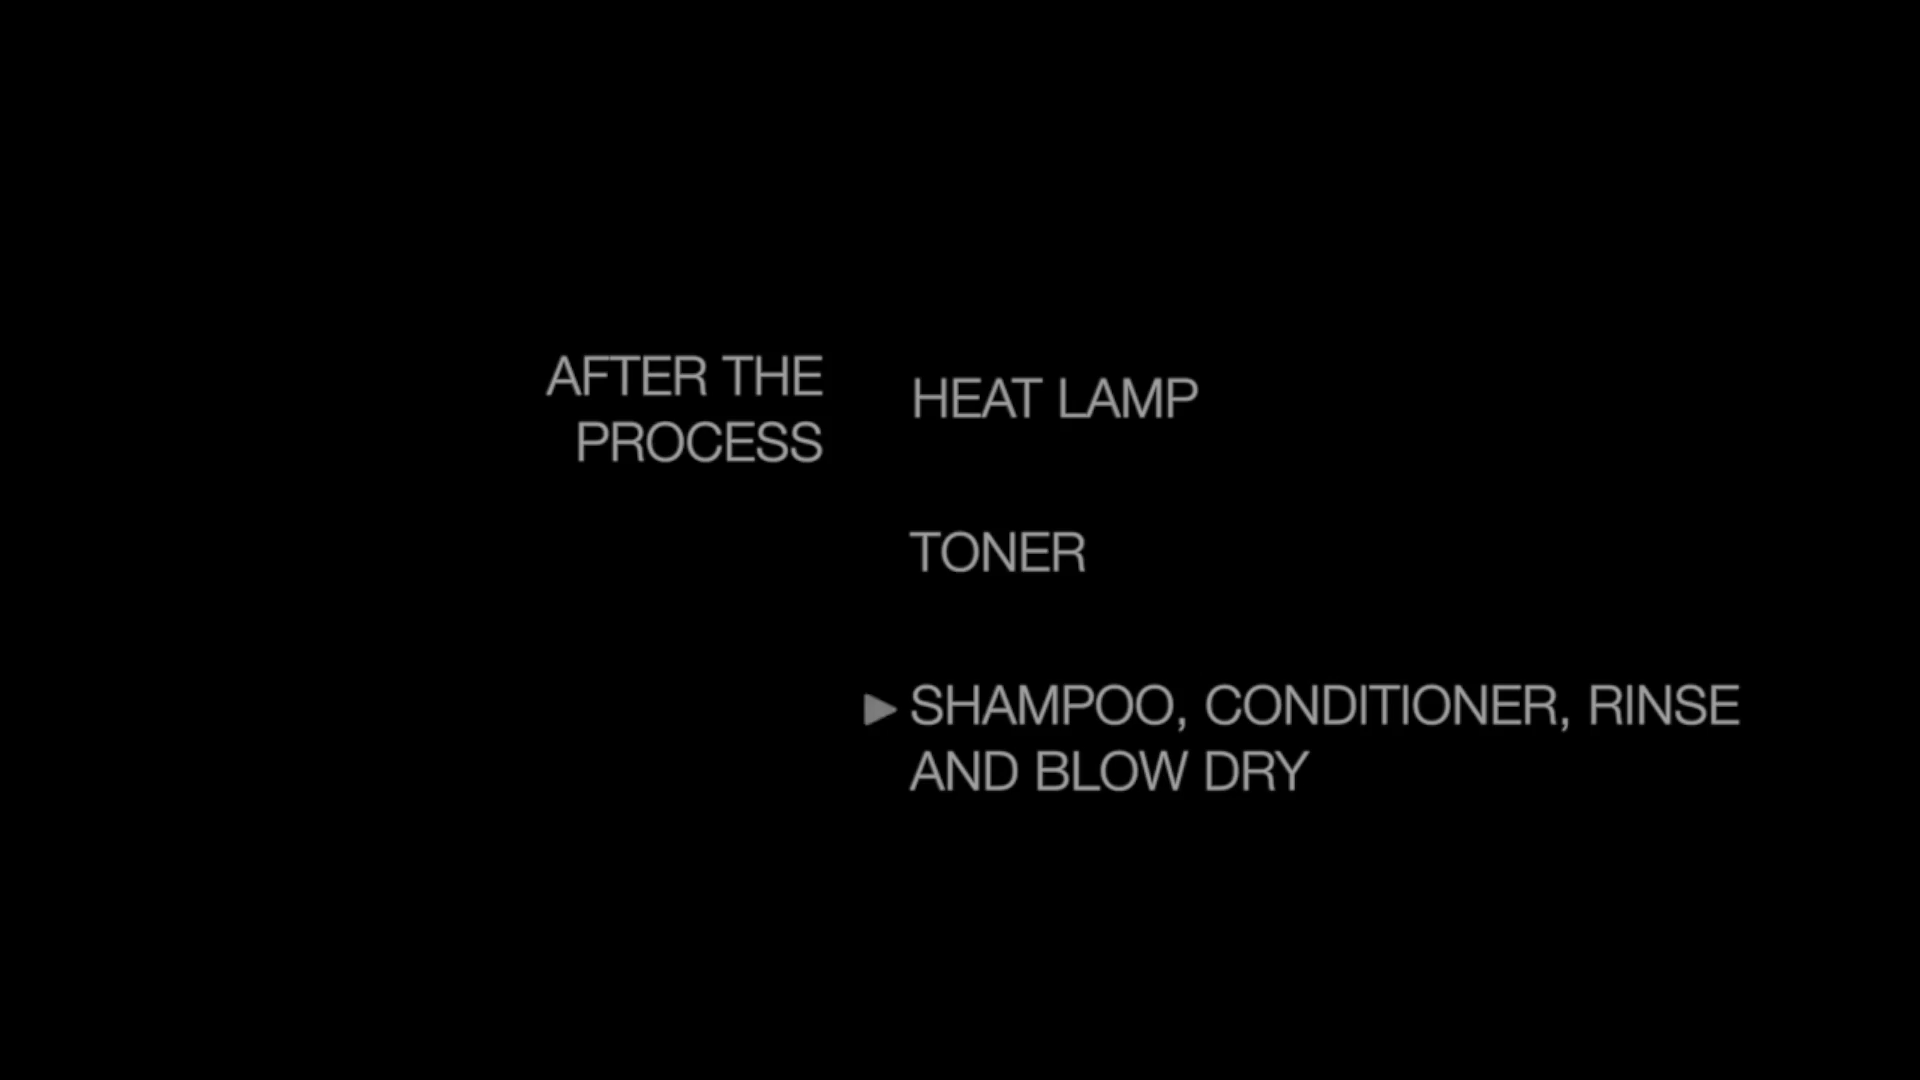 AFTER THE
PROCESS
HEAT LAMP
TONER
SHAMPOO, CONDITIONER, RINSE
AND BLOW DRY